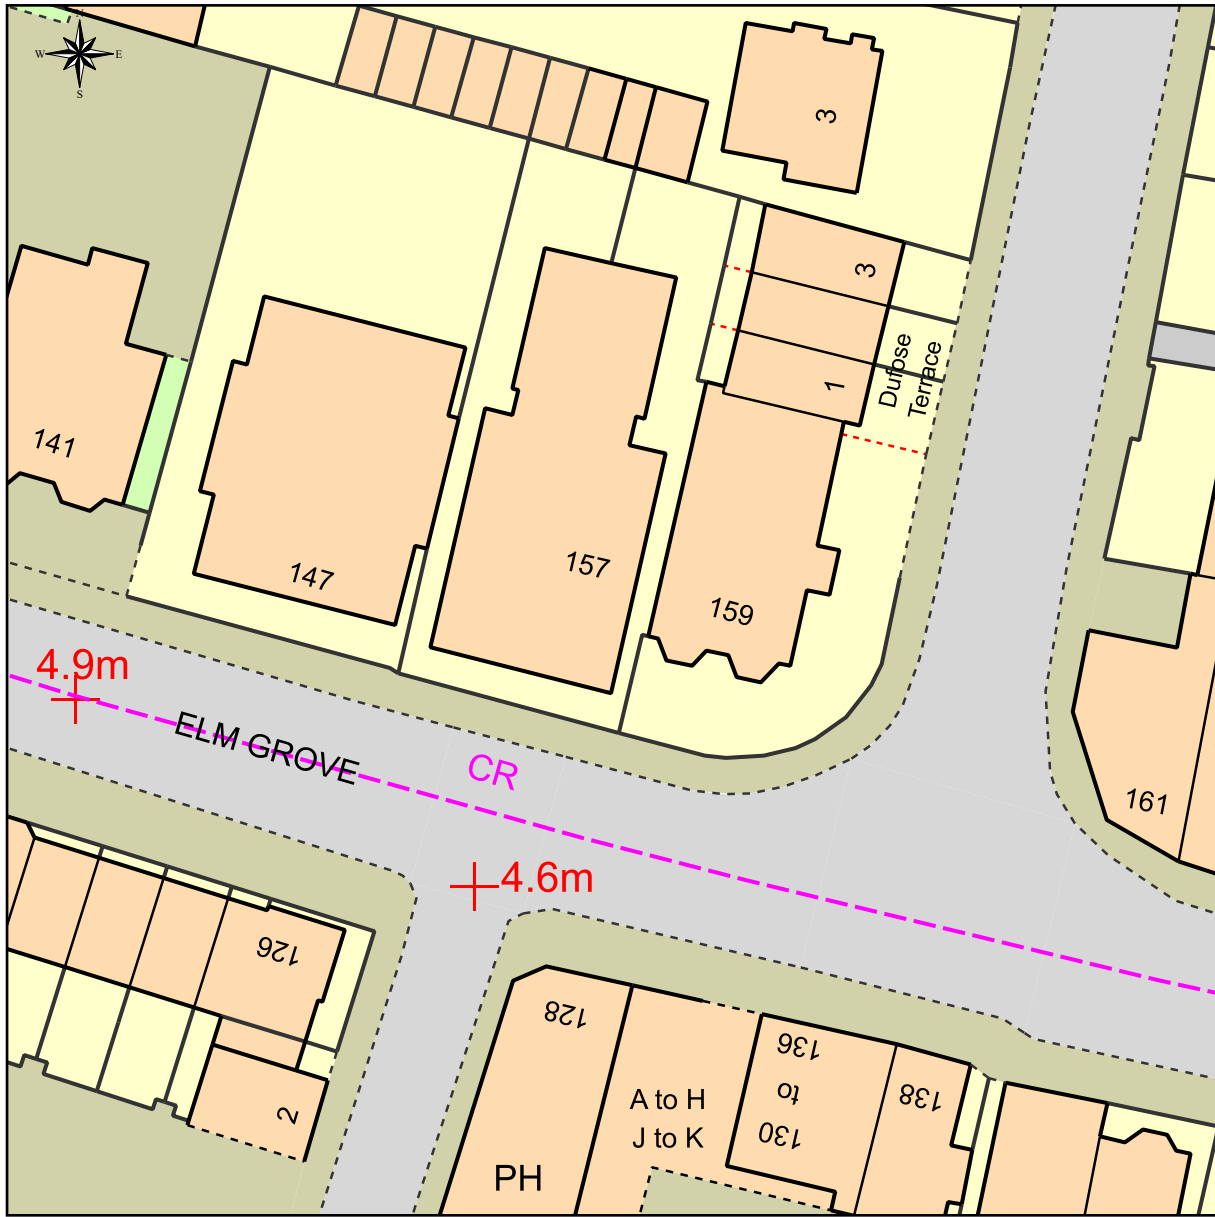 N
W E
S
3
3
Dufose
Terrace
1
141
147
157
159
4.9m
ELM GROVE
CR
161
4.6m
126
128
136
to
130
138
A to H
J to K
2
PH